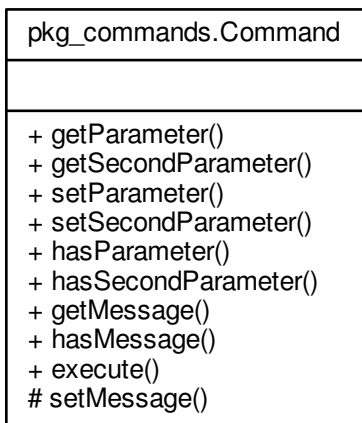 pkg_commands.Command
+ getParameter()
+ getSecondParameter()
+ setParameter()
+ setSecondParameter()
+ hasParameter()
+ hasSecondParameter()
+ getMessage()
+ hasMessage()
+ execute()
# setMessage()